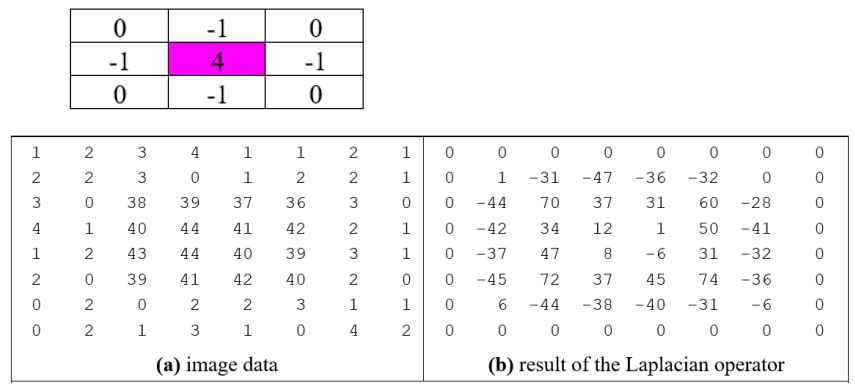 0 -1 0
-1 4 -1
0 -1 0
1 2 3 4 1 1 2 1 0 0 0 0 0 0 0 0
2 2 3 0 1 2 2 1 0 1 -31 -47 -36 -32 0 0
3 0 38 39 37 36 3 0 0 -44 70 37 31 60 -28 0
4 1 40 44 41 42 2 1 0 -42 34 12 1 50 -41 0
1 2 43 44 40 39 3 1 0 -37 47 8 -6 31 -32 0
2 0 39 41 42 40 2 0 0 -45 72 37 45 74 -36 0
0 2 0 2 2 3 1 1 0 6 -44 -38 -40 -31 -6 0
0 2 1 3 1 0 4 2 0 0 0 0 0 0 0 0
(a) image data (b) result of the Laplacian operator